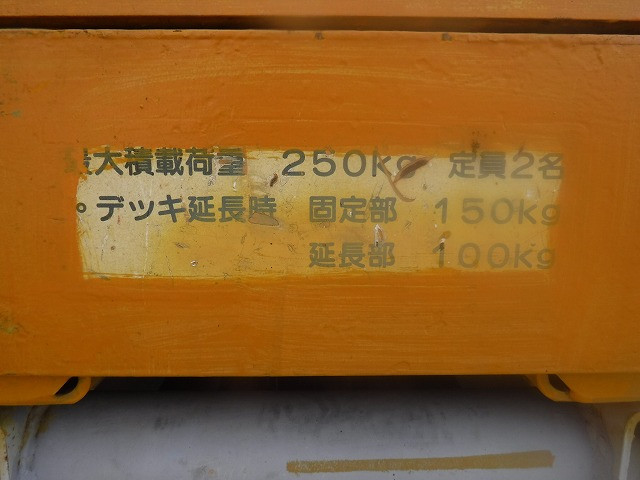 最大積載荷重 250kg 定員2名
デッキ延長時 固定部 150kg
延長部 100kg